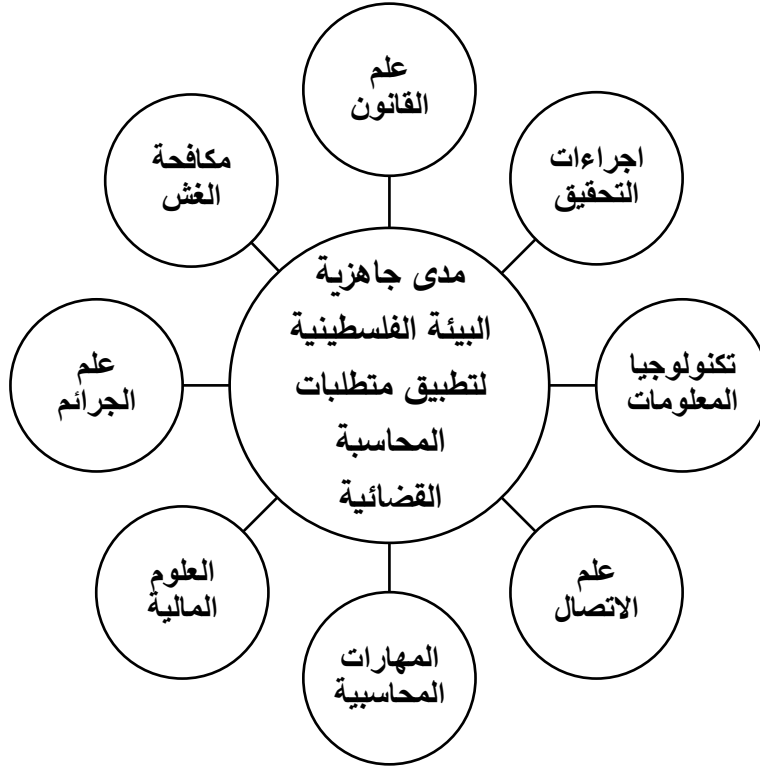 علم
القانون
اجراءات
التحقيق
مكافحة
الغش
مدى جاهزية
البيئة الفلسطينية
لتطبيق متطلبات
المحاسبة
القضائية
تكنولوجيا
المعلومات
علم
الجرائم
علم
الاتصال
العلوم
المالية
المهارات
المحاسبية